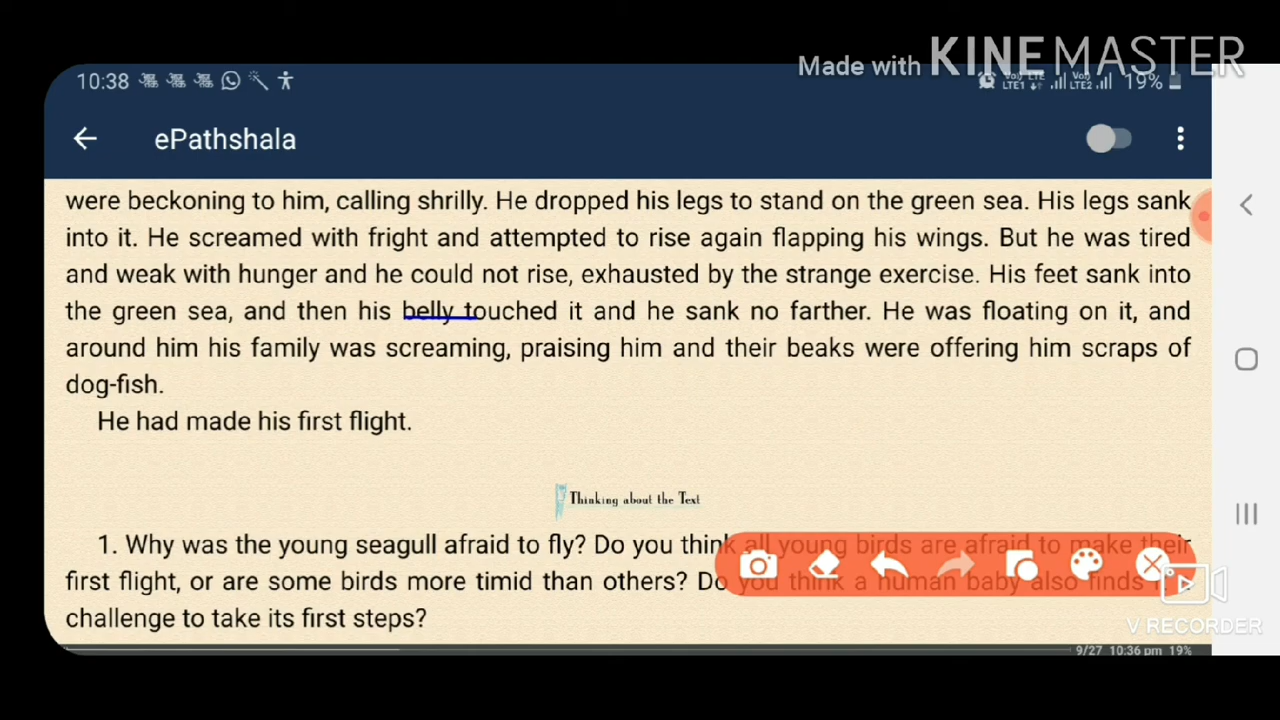 Made with KINEMASTER
10:38 19%
ePathshala
were beckoning to him, calling shrilly. He dropped his legs to stand on the green sea. His legs sank
into it. He screamed with fright and attempted to rise again flapping his wings. But he was tired
and weak with hunger and he could not rise, exhausted by the strange exercise. His feet sank into
the green sea, and then his belly touched it and he sank no farther. He was floating on it, and
around him his family was screaming, praising him and their beaks were offering him scraps of
dog-fish.
He had made his first flight.
Thinking about the Text
1. Why was the young seagull afraid to fly? Do you think all young birds are afraid to make their
first flight, or are some birds more timid than others? Do you think a human baby also finds
challenge to take its first steps?
V RECORDER
9/27 10:36 pm 19%